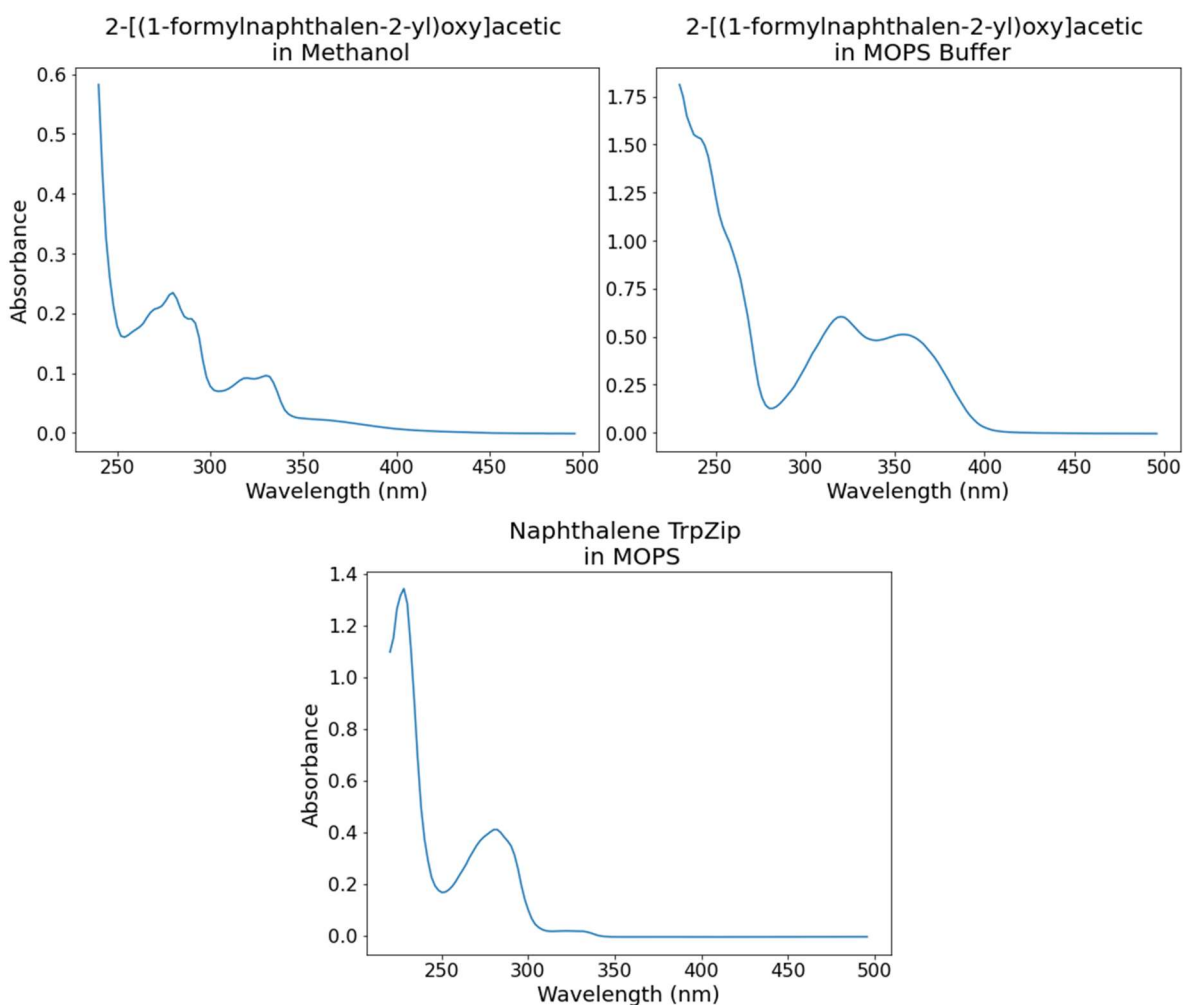 2-[(1-formylnaphthalen-2-yl)oxy]acetic
in Methanol
0.6
0.5
0.4
0.3
0.2
0.1
0.0
Absorbance
250 300 350 400 450 500
Wavelength (nm)
2-[(1-formylnaphthalen-2-yl)oxy]acetic
in MOPS Buffer
1.75
1.50
1.25
1.00
0.75
0.50
0.25
0.00
250 300 350 400 450 500
Wavelength (nm)
Naphthalene TrpZip
in MOPS
1.4
1.2
1.0
0.8
0.6
0.4
0.2
0.0
Absorbance
250 300 350 400 450 500
Wavelength (nm)